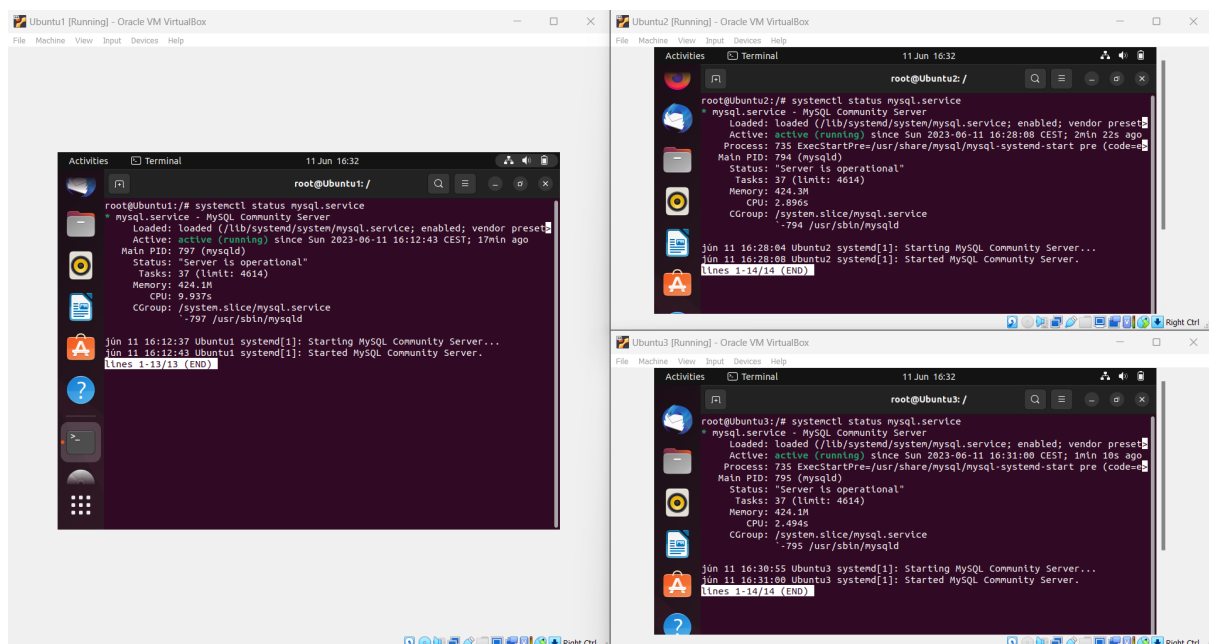 Ubuntu1 [Running] - Oracle VM VirtualBox
File Machine View Input Devices Help
Activities Terminal 11 Jun 16:32
root@Ubuntu1: /
root@Ubuntu1:/# systemctl status mysql.service
* mysql.service - MySQL Community Server
Loaded: loaded (/lib/systemd/system/mysql.service; enabled; vendor preset>
Active: active (running) since Sun 2023-06-11 16:12:43 CEST; 17min ago
Main PID: 797 (mysqld)
Status: "Server is operational"
Tasks: 37 (limit: 4614)
Memory: 424.1M
CPU: 9.937s
CGroup: /system.slice/mysql.service
`-797 /usr/sbin/mysqld
jún 11 16:12:37 Ubuntu1 systemd[1]: Starting MySQL Community Server...
jún 11 16:12:43 Ubuntu1 systemd[1]: Started MySQL Community Server.
lines 1-13/13 (END)
Right Ctrl
Ubuntu2 [Running] - Oracle VM VirtualBox
File Machine View Input Devices Help
Activities Terminal 11 Jun 16:32
root@Ubuntu2: /
root@Ubuntu2:/# systemctl status mysql.service
* mysql.service - MySQL Community Server
Loaded: loaded (/lib/systemd/system/mysql.service; enabled; vendor preset>
Active: active (running) since Sun 2023-06-11 16:28:08 CEST; 2min 22s ago
Process: 735 ExecStartPre=/usr/share/mysql/mysql-systemd-start pre (code=e>
Main PID: 794 (mysqld)
Status: "Server is operational"
Tasks: 37 (limit: 4614)
Memory: 424.3M
CPU: 2.896s
CGroup: /system.slice/mysql.service
`-794 /usr/sbin/mysqld
jún 11 16:28:04 Ubuntu2 systemd[1]: Starting MySQL Community Server...
jún 11 16:28:08 Ubuntu2 systemd[1]: Started MySQL Community Server.
lines 1-14/14 (END)
Right Ctrl
Ubuntu3 [Running] - Oracle VM VirtualBox
File Machine View Input Devices Help
Activities Terminal 11 Jun 16:32
root@Ubuntu3: /
root@Ubuntu3:/# systemctl status mysql.service
* mysql.service - MySQL Community Server
Loaded: loaded (/lib/systemd/system/mysql.service; enabled; vendor preset>
Active: active (running) since Sun 2023-06-11 16:31:00 CEST; 1min 10s ago
Process: 735 ExecStartPre=/usr/share/mysql/mysql-systemd-start pre (code=e>
Main PID: 795 (mysqld)
Status: "Server is operational"
Tasks: 37 (limit: 4614)
Memory: 424.1M
CPU: 2.494s
CGroup: /system.slice/mysql.service
`-795 /usr/sbin/mysqld
jún 11 16:30:55 Ubuntu3 systemd[1]: Starting MySQL Community Server...
jún 11 16:31:00 Ubuntu3 systemd[1]: Started MySQL Community Server.
lines 1-14/14 (END)
Right Ctrl